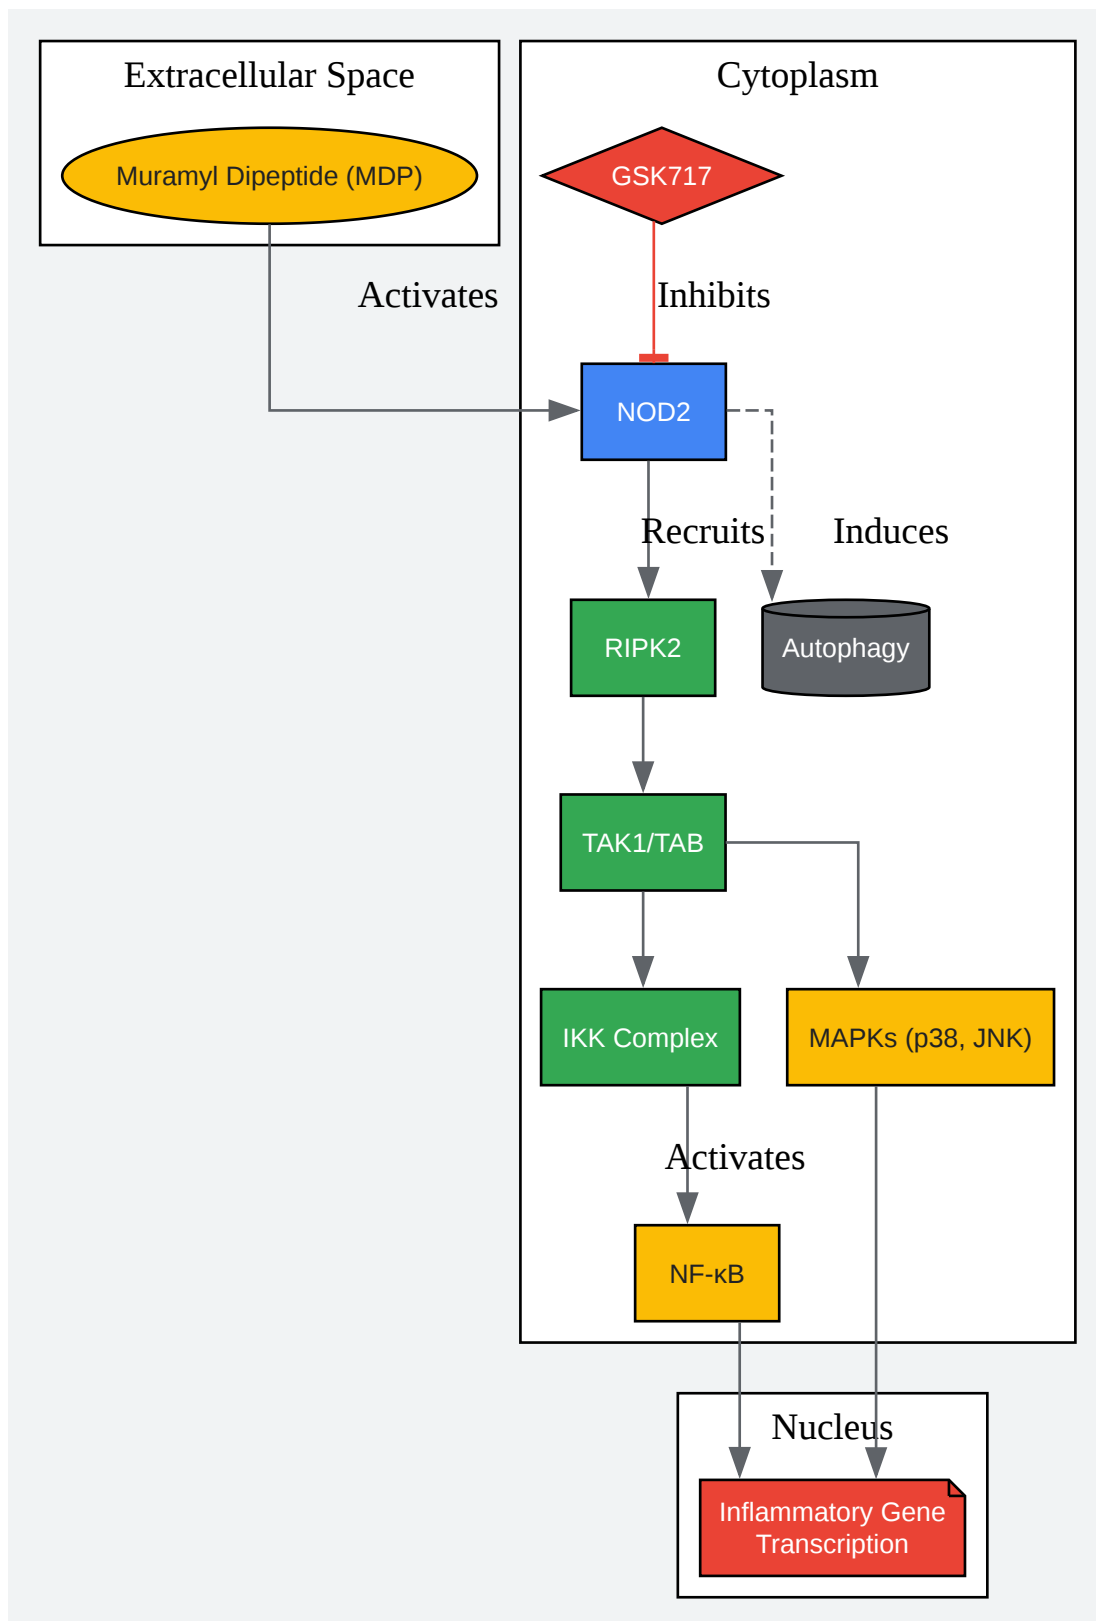 Extracellular Space
Cytoplasm
Muramyl Dipeptide (MDP)
GSK717
Activates
Inhibits
NOD2
Recruits
Induces
RIPK2
Autophagy
TAK1/TAB
IKK Complex
MAPKs (p38, JNK)
Activates
NF-κB
Nucleus
Inflammatory Gene
Transcription